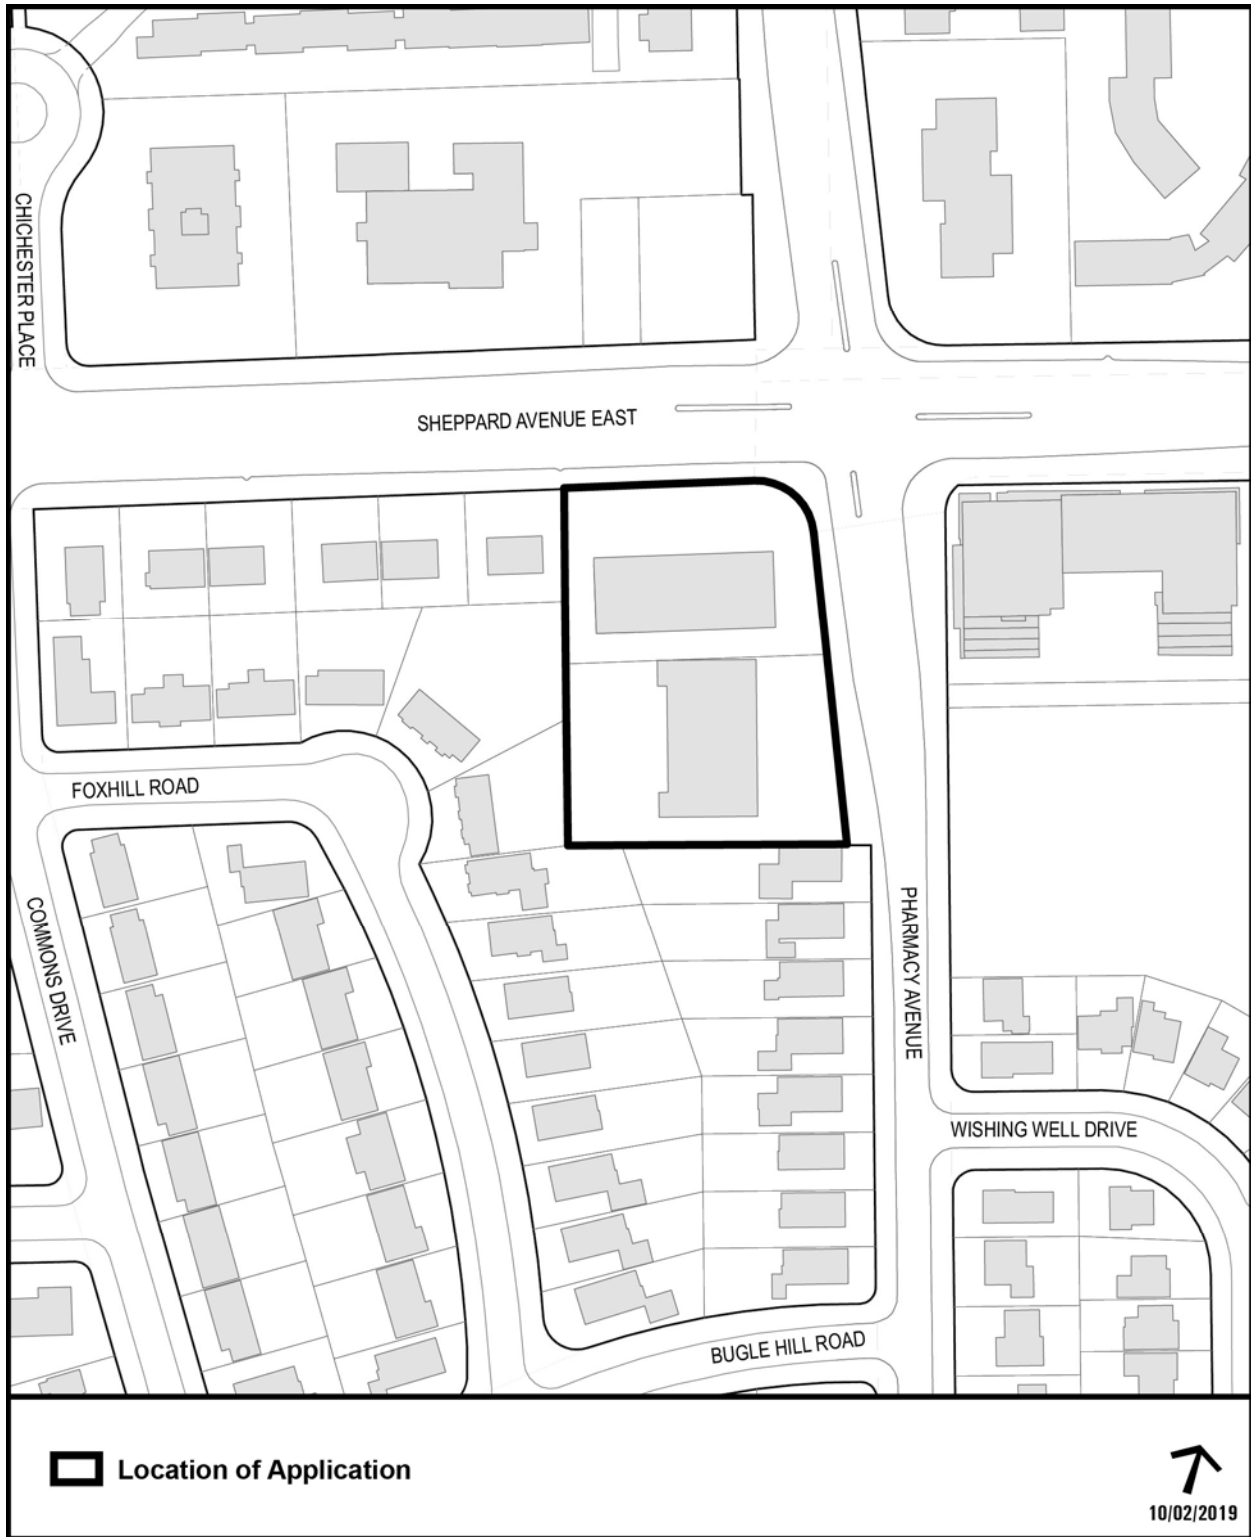 CHICHESTER PLACE
SHEPPARD AVENUE EAST
FOXHILL ROAD
COMMONS DRIVE
PHARMACY AVENUE
WISHING WELL DRIVE
BUGLE HILL ROAD
Location of Application
10/02/2019